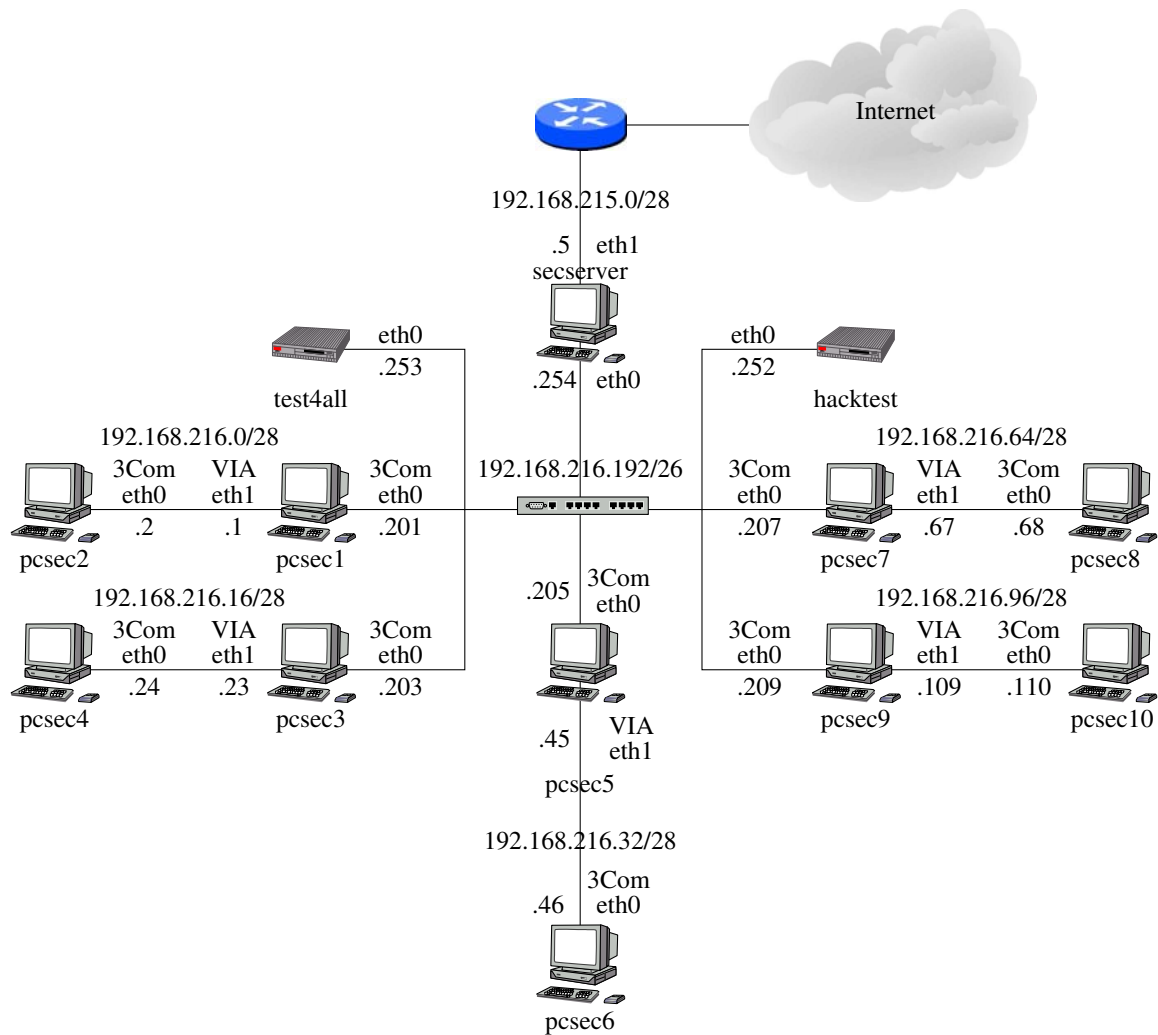 Internet
192.168.215.0/28
.5 eth1
secserver
eth0
.253
test4all
.254 eth0
eth0
.252
hacktest
192.168.216.0/28
3Com
eth0
.2
VIA
eth1
.1
3Com
eth0
.201
pcsec2
pcsec1
192.168.216.192/26
192.168.216.64/28
3Com
eth0
.207
VIA
eth1
.67
3Com
eth0
.68
pcsec7
pcsec8
192.168.216.16/28
3Com
eth0
.24
VIA
eth1
.23
3Com
eth0
.203
pcsec4
pcsec3
.205
3Com
eth0
.45
VIA
eth1
pcsec5
192.168.216.96/28
3Com
eth0
.209
VIA
eth1
.109
3Com
eth0
.110
pcsec9
pcsec10
192.168.216.32/28
.46
3Com
eth0
pcsec6